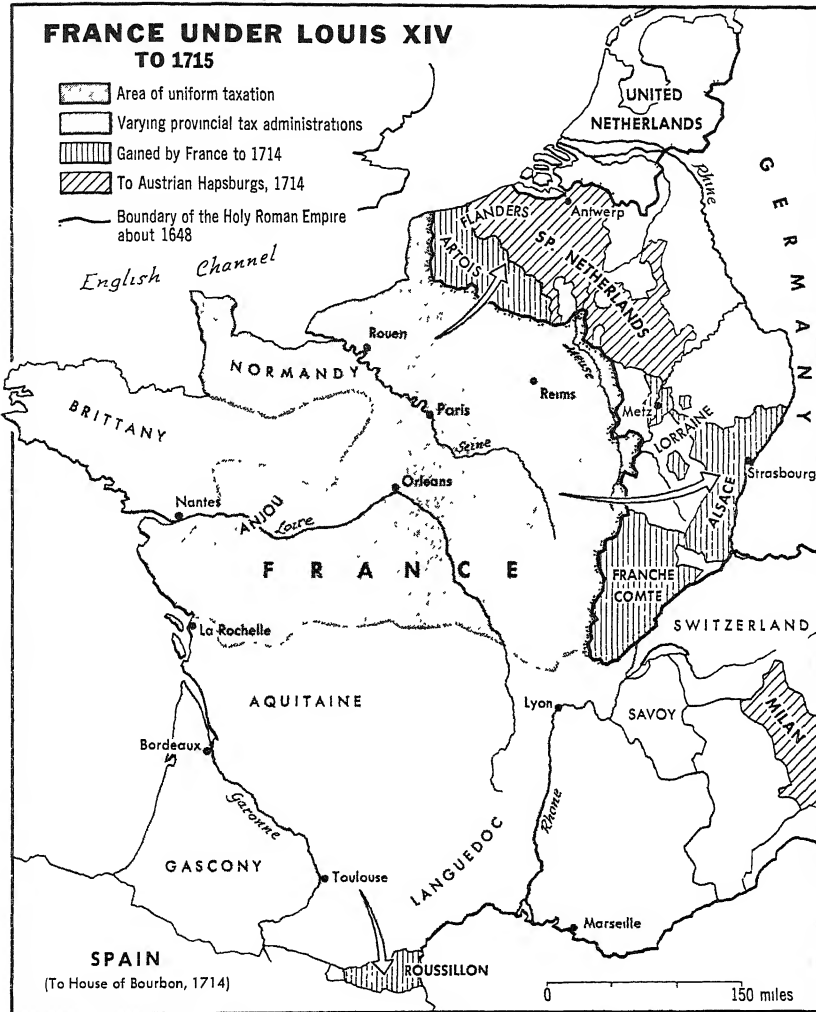 FRANCE UNDER LOUIS XIV
TO 1715
Area of uniform taxation
Varying provincial tax administrations
Gained by France to 1714
To Austrian Hapsburgs, 1714
Boundary of the Holy Roman Empire
about 1648
English Channel
UNITED
NETHERLANDS
Rhine
GERMANY
Antwerp
FLANDERS
ARTOIS
SP. NETHERLANDS
Rouen
NORMANDY
Meuse
Reims
Metz
LORRAINE
BRITTANY
Paris
Seine
Strasbourg
ALSACE
Orleans
Nantes
ANJOU
Loire
FRANCE
FRANCHE
COMTE
SWITZERLAND
La Rochelle
AQUITAINE
Lyon
SAVOY
MILAN
Bordeaux
Garonne
Rhone
GASCONY
LANGUEDOC
Toulouse
Marseille
SPAIN
(To House of Bourbon, 1714)
ROUSSILLON
0 150 miles